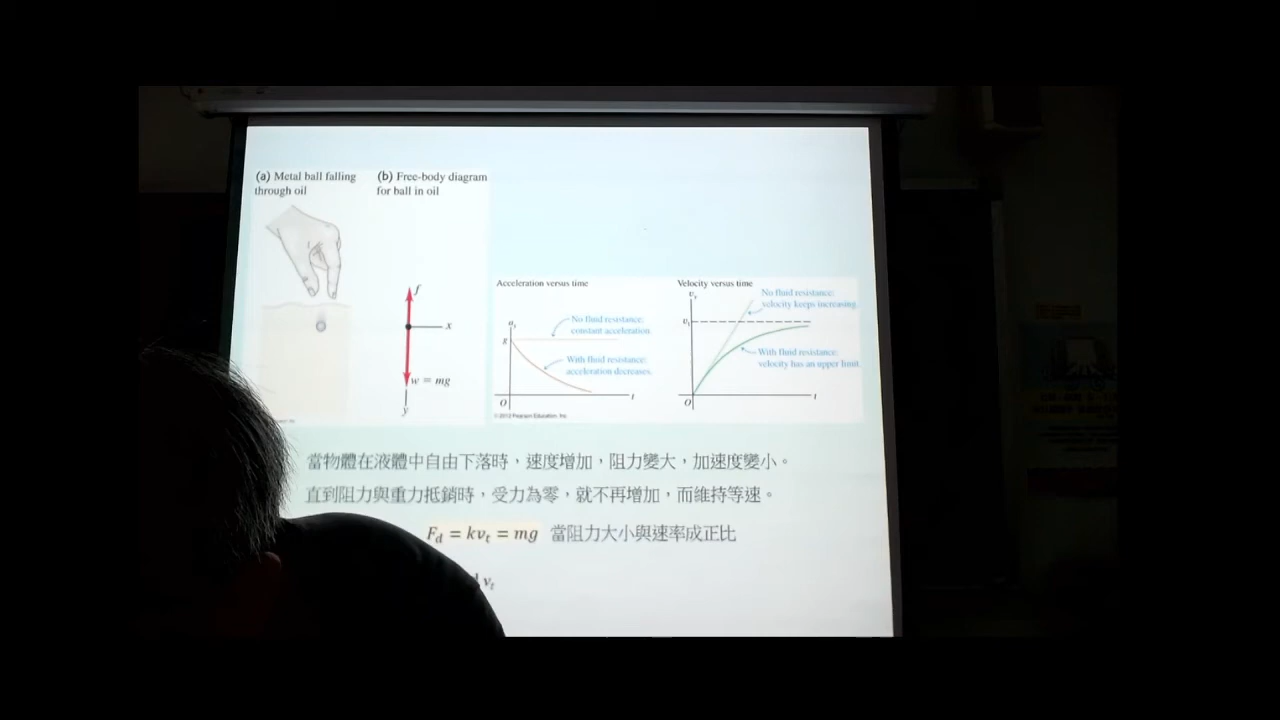 (a) Metal ball falling
through oil
(b) Free-body diagram
for ball in oil
f
x
w = mg
y
Acceleration versus time
No fluid resistance:
constant acceleration.
g
With fluid resistance:
acceleration decreases.
O
t
© 2012 Pearson Education, Inc.
Velocity versus time
No fluid resistance:
velocity keeps increasing.
With fluid resistance:
velocity has an upper limit.
O
t
當物體在液體中自由下落時，速度增加，阻力變大，加速度變小。
直到阻力與重力抵銷時，受力為零，就不再增加，而維持等速。
F_d = kv_t = mg 當阻力大小與速率成正比
v_t